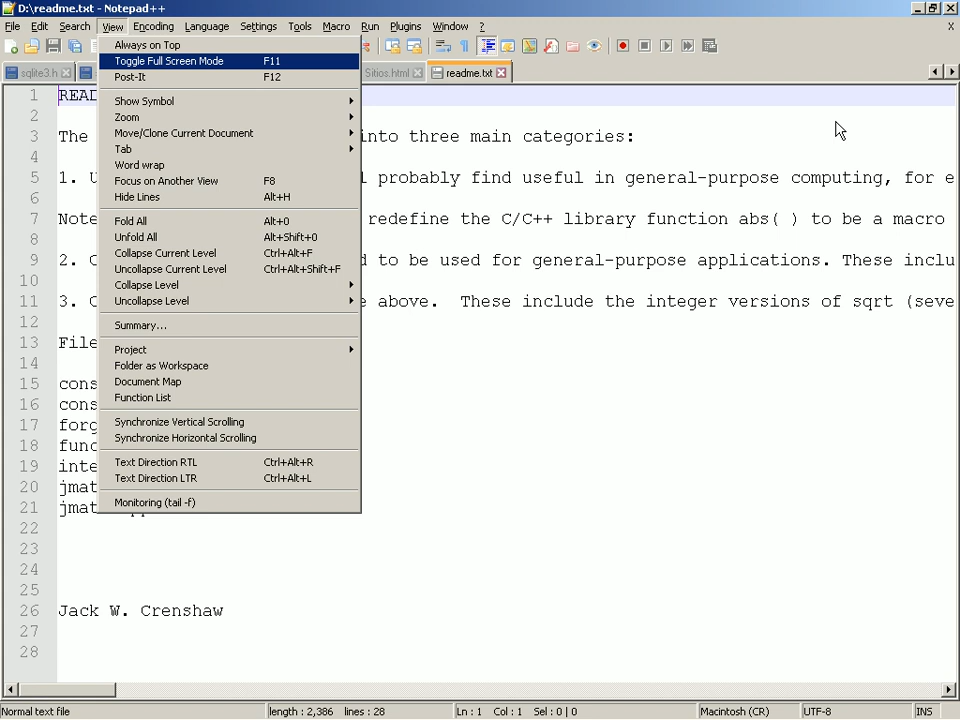 D:\readme.txt - Notepad++
File Edit Search View Encoding Language Settings Tools Macro Run Plugins Window ? X
sqlite3.h Sitios.html readme.txt
Always on Top
Toggle Full Screen Mode F11
Post-It F12
Show Symbol
Zoom
Move/Clone Current Document
Tab
Word wrap
Focus on Another View F8
Hide Lines Alt+H
Fold All Alt+0
Unfold All Alt+Shift+0
Collapse Current Level Ctrl+Alt+F
Uncollapse Current Level Ctrl+Alt+Shift+F
Collapse Level
Uncollapse Level
Summary...
Project
Folder as Workspace
Document Map
Function List
Synchronize Vertical Scrolling
Synchronize Horizontal Scrolling
Text Direction RTL Ctrl+Alt+R
Text Direction LTR Ctrl+Alt+L
Monitoring (tail -f)
1 READ
2
3 The into three main categories:
4
5 1. U l probably find useful in general-purpose computing, for e
6
7 Note redefine the C/C++ library function abs( ) to be a macro
8
9 2. C d to be used for general-purpose applications. These inclu
10
11 3. C e above. These include the integer versions of sqrt (seve
12
13 File
14
15 cons
16 cons
17 forg
18 func
19 inte
20 jmat
21 jmat
22
23
24
25
26 Jack W. Crenshaw
27
28
Normal text file length : 2,386 lines : 28 Ln : 1 Col : 1 Sel : 0 | 0 Macintosh (CR) UTF-8 INS